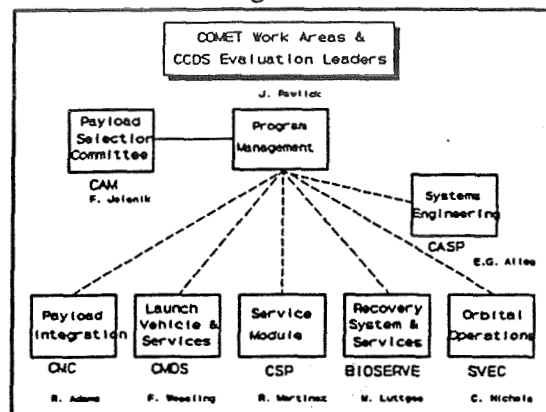 COMET Work Areas &
CCDS Evaluation Leaders
J. Pavlick
Payload
Selection
Committee
Program
Management
CAM
F. Jelenik
Systems
Engineering
CASP
E.G. Allee
Payload
Integration
Launch
Vehicle &
Services
Service
Module
Recovery
System &
Services
Orbital
Operations
CMC
CMDS
CSP
BIOSERVE
SVEC
R. Adams
F. Wessling
R. Martinez
M. Luttges
C. Nichols